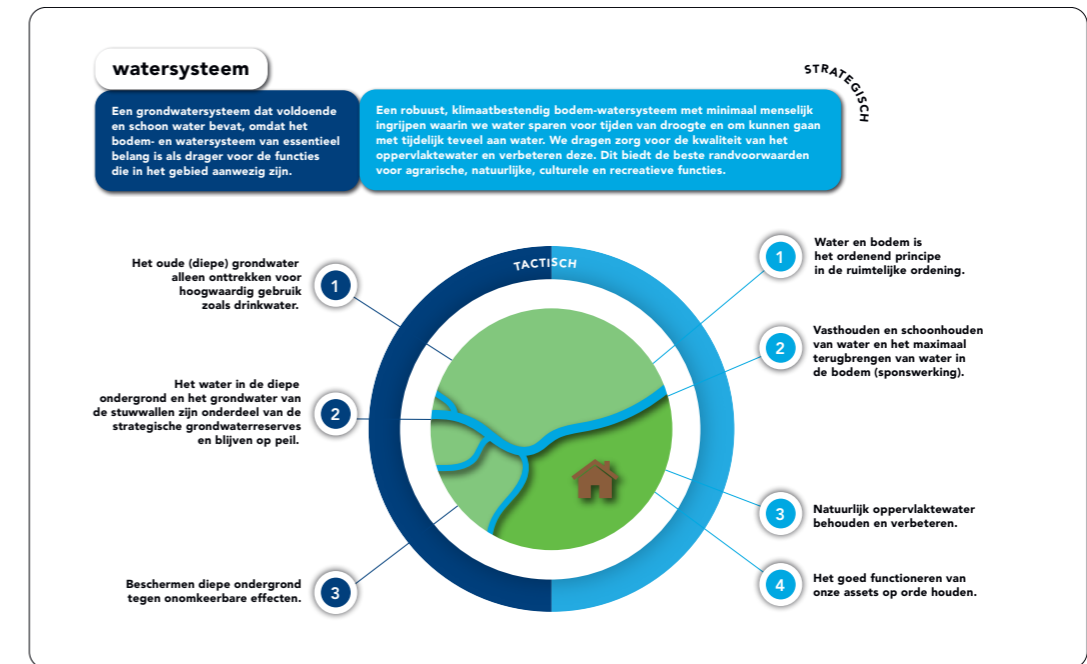 watersysteem
STRATEGISCH
Een grondwatersysteem dat voldoende
en schoon water bevat, omdat het
bodem- en watersysteem van essentieel
belang is als drager voor de functies
die in het gebied aanwezig zijn.
Een robuust, klimaatbestendig bodem-watersysteem met minimaal menselijk
ingrijpen waarin we water sparen voor tijden van droogte en om kunnen gaan
met tijdelijk teveel aan water. We dragen zorg voor de kwaliteit van het
oppervlaktewater en verbeteren deze. Dit biedt de beste randvoorwaarden
voor agrarische, natuurlijke, culturele en recreatieve functies.
TACTISCH
Het oude (diepe) grondwater
alleen onttrekken voor
hoogwaardig gebruik
zoals drinkwater.
1
Het water in de diepe
ondergrond en het grondwater van
de stuwwallen zijn onderdeel van de
strategische grondwaterreserves
en blijven op peil.
2
Beschermen diepe ondergrond
tegen onomkeerbare effecten.
3
1
Water en bodem is
het ordenend principe
in de ruimtelijke ordening.
2
Vasthouden en schoonhouden
van water en het maximaal
terugbrengen van water in
de bodem (sponswerking).
3
Natuurlijk oppervlaktewater
behouden en verbeteren.
4
Het goed functioneren van
onze assets op orde houden.